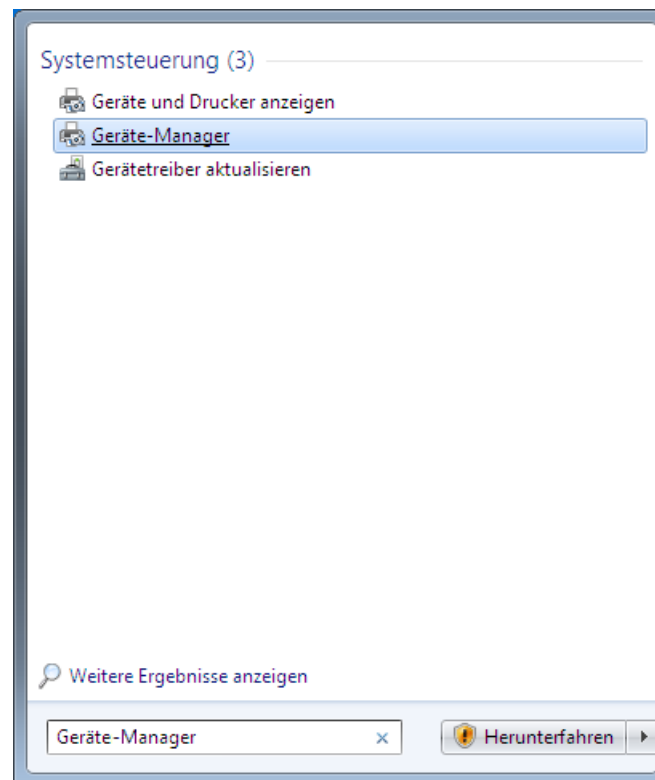 Systemsteuerung (3)
Geräte und Drucker anzeigen
Geräte-Manager
Gerätetreiber aktualisieren
Weitere Ergebnisse anzeigen
Geräte-Manager
Herunterfahren